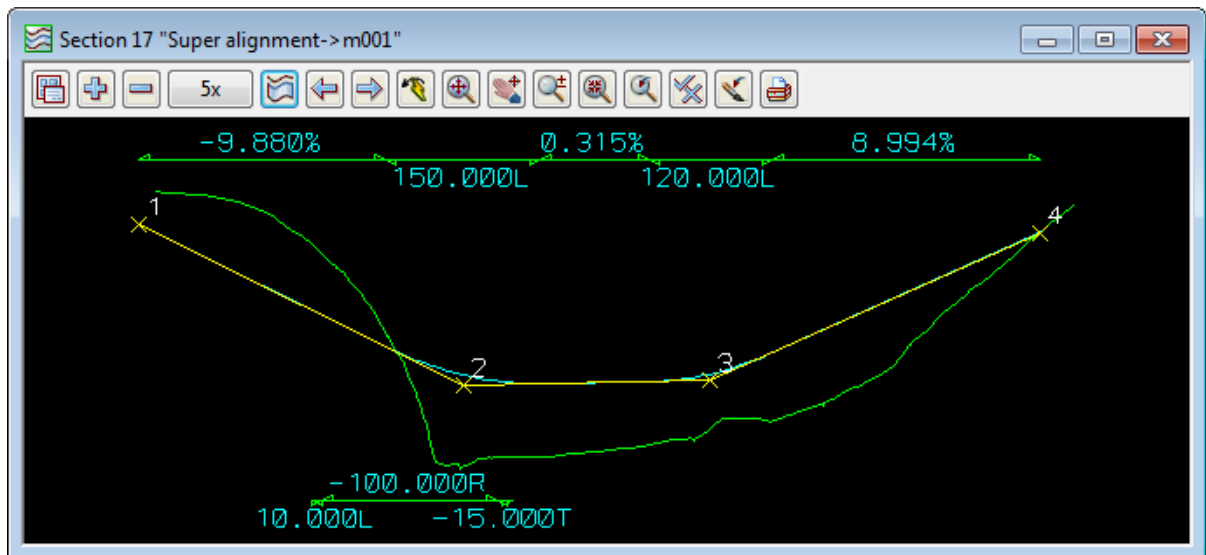 Section 17 "Super alignment->m001"
5x
-9.880% 0.315% 8.994%
150.000L 120.000L
1
4
2
3
-100.000R
10.000L -15.000T